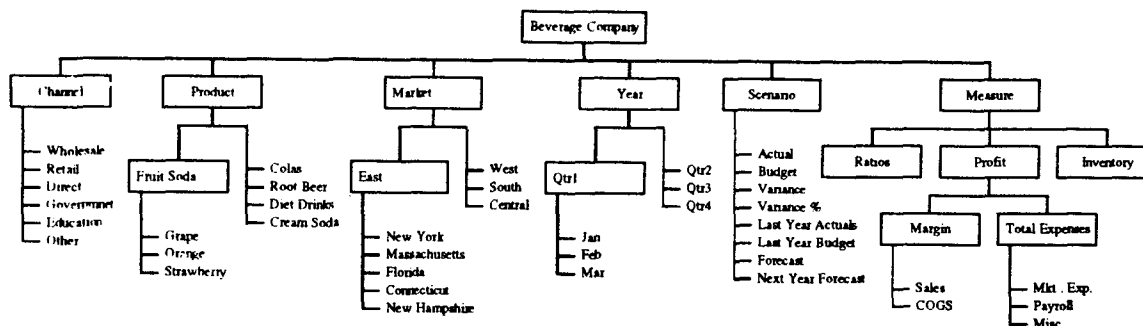 Beverage Company
Channel
Product
Market
Year
Scenario
Measure
Wholesale
Retail
Direct
Governmnet
Education
Other
Fruit Soda
Grape
Orange
Strawberry
Colas
Root Beer
Diet Drinks
Cream Soda
East
New York
Massachusetts
Florida
Connecticut
New Hampshire
West
South
Central
Qtr1
Jan
Feb
Mar
Qtr2
Qtr3
Qtr4
Actual
Budget
Variance
Variance %
Last Year Actuals
Last Year Budget
Forecast
Next Year Forecast
Ratios
Profit
Inventory
Margin
Sales
COGS
Total Expenses
Mkt . Exp.
Payroll
Misc